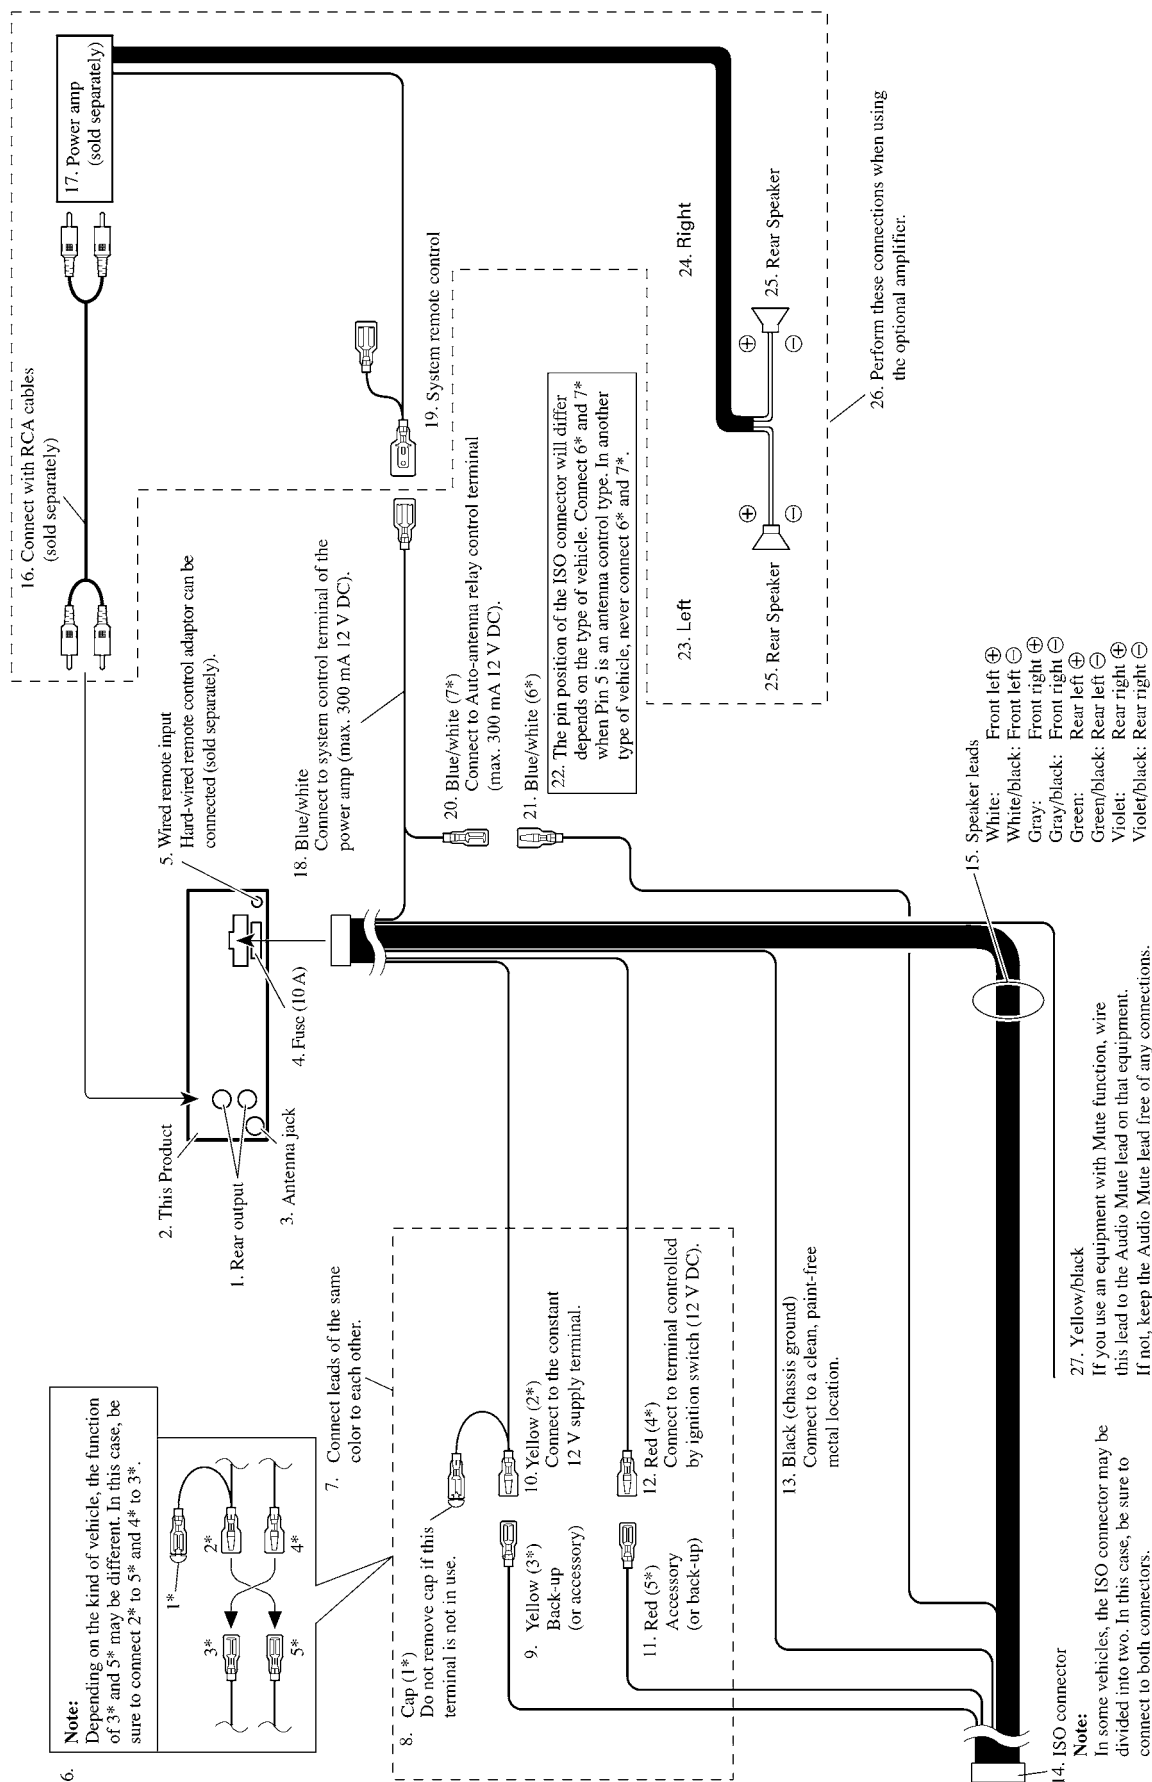 6.
Note:
Depending on the kind of vehicle, the function
of 3* and 5* may be different. In this case, be
sure to connect 2* to 5* and 4* to 3*.
1*
3*
2*
5*
4*
7. Connect leads of the same
color to each other.
8. Cap (1*)
Do not remove cap if this
terminal is not in use.
9. Yellow (3*)
Back-up
(or accessory)
10. Yellow (2*)
Connect to the constant
12 V supply terminal.
11. Red (5*)
Accessory
(or back-up)
12. Red (4*)
Connect to terminal controlled
by ignition switch (12 V DC).
13. Black (chassis ground)
Connect to a clean, paint-free
metal location.
14. ISO connector
Note:
In some vehicles, the ISO connector may be
divided into two. In this case, be sure to
connect to both connectors.
2. This Product
1. Rear output
3. Antenna jack
4. Fuse (10 A)
5. Wired remote input
Hard-wired remote control adaptor can be
connected (sold separately).
16. Connect with RCA cables
(sold separately)
17. Power amp
(sold separately)
18. Blue/white
Connect to system control terminal of the
power amp (max. 300 mA 12 V DC).
19. System remote control
20. Blue/white (7*)
Connect to Auto-antenna relay control terminal
(max. 300 mA 12 V DC).
21. Blue/white (6*)
22. The pin position of the ISO connector will differ
depends on the type of vehicle. Connect 6* and 7*
when Pin 5 is an antenna control type. In another
type of vehicle, never connect 6* and 7*.
23. Left
24. Right
25. Rear Speaker
⊕
⊖
⊕
⊖
25. Rear Speaker
26. Perform these connections when using
the optional amplifier.
15. Speaker leads
White: Front left ⊕
White/black: Front left ⊖
Gray: Front right ⊕
Gray/black: Front right ⊖
Green: Rear left ⊕
Green/black: Rear left ⊖
Violet: Rear right ⊕
Violet/black: Rear right ⊖
27. Yellow/black
If you use an equipment with Mute function, wire
this lead to the Audio Mute lead on that equipment.
If not, keep the Audio Mute lead free of any connections.